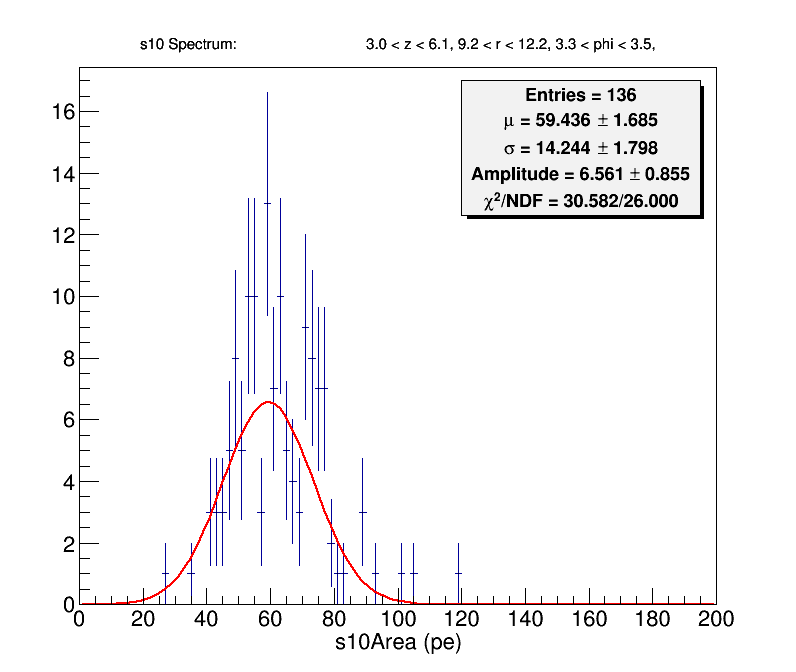 s10 Spectrum: 3.0 < z < 6.1, 9.2 < r < 12.2, 3.3 < phi < 3.5,
Entries = 136
μ = 59.436 ± 1.685
σ = 14.244 ± 1.798
Amplitude = 6.561 ± 0.855
χ²/NDF = 30.582/26.000
16
14
12
10
8
6
4
2
0
0 20 40 60 80 100 120 140 160 180 200
s10Area (pe)